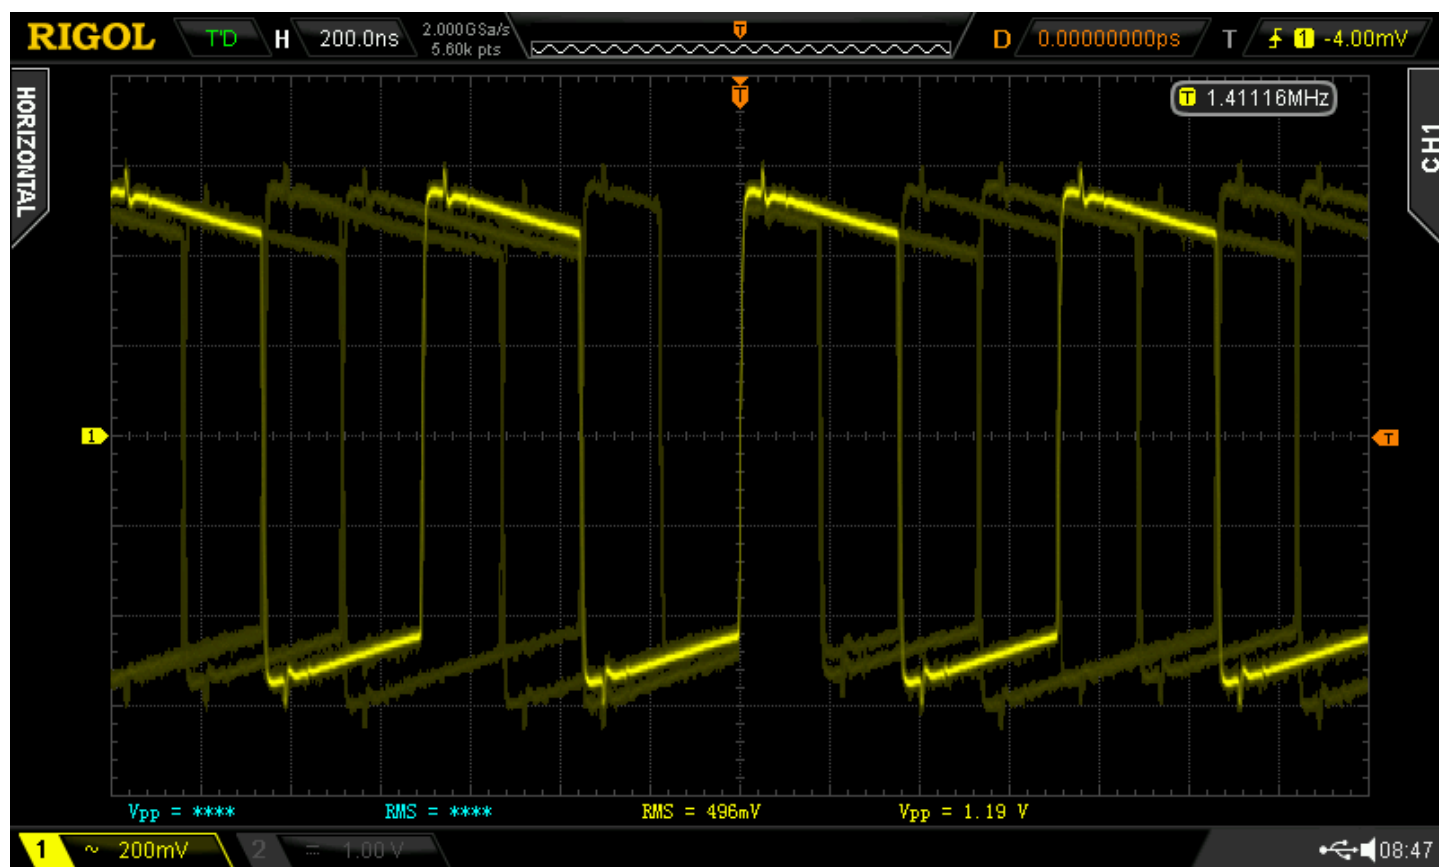 RIGOL T'D H 200.0ns 2.000GSa/s 5.60k pts D 0.00000000ps T 1 -4.00mV
HORIZONTAL
T
T 1.41116MHz
CH1
1
T
Vpp = **** RMS = **** RMS = 496mV Vpp = 1.19 V
1 ~ 200mV 2 = 1.00 V 08:47